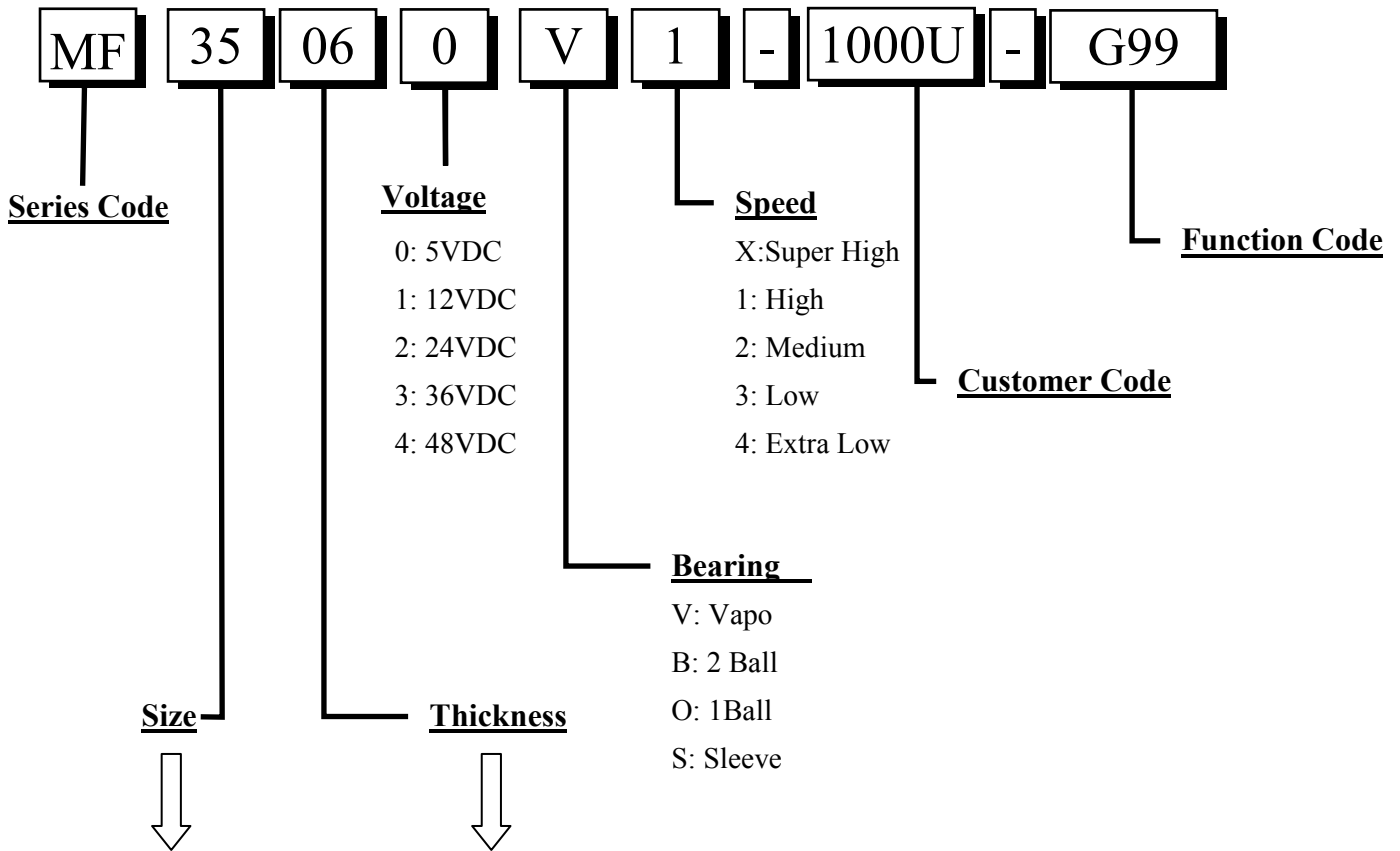 MF 35 06 0 V 1 - 1000U - G99
Series Code
Voltage
0: 5VDC
1: 12VDC
2: 24VDC
3: 36VDC
4: 48VDC
Speed
X:Super High
1: High
2: Medium
3: Low
4: Extra Low
Function Code
Customer Code
Bearing
V: Vapo
B: 2 Ball
O: 1Ball
S: Sleeve
Size
Thickness